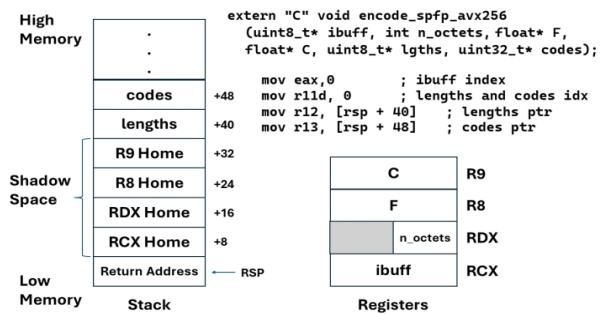 High
Memory
.
.
.
codes +48
lengths +40
R9 Home +32
R8 Home +24
RDX Home +16
RCX Home +8
Return Address RSP
Shadow
Space
Low
Memory
Stack
extern "C" void encode_spfp_avx256
(uint8_t* ibuff, int n_octets, float* F,
float* C, uint8_t* lgths, uint32_t* codes);
mov eax,0 ; ibuff index
mov r11d, 0 ; lengths and codes idx
mov r12, [rsp + 40] ; lengths ptr
mov r13, [rsp + 48] ; codes ptr
C R9
F R8
n_octets RDX
ibuff RCX
Registers